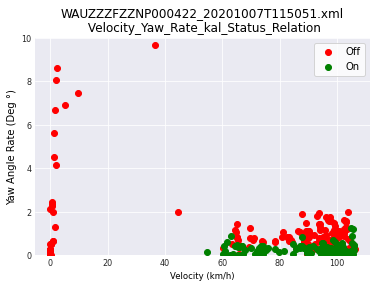 WAUZZZFZZNP000422_20201007T115051.xml
Velocity_Yaw_Rate_kal_Status_Relation
Off
On
Yaw Angle Rate (Deg °)
10
8
6
4
2
0
0
20
40
60
80
100
Velocity (km/h)